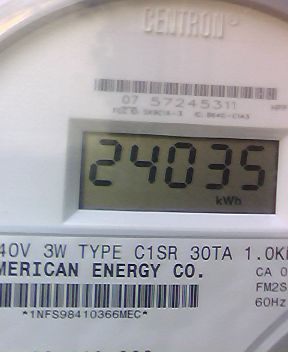 CENTRON
07 57245311
24035
kWh
40V 3W TYPE C1SR 30TA 1.0K
MERICAN ENERGY CO.
CA 0
FM2S
60Hz
*1NFS98410366MEC*